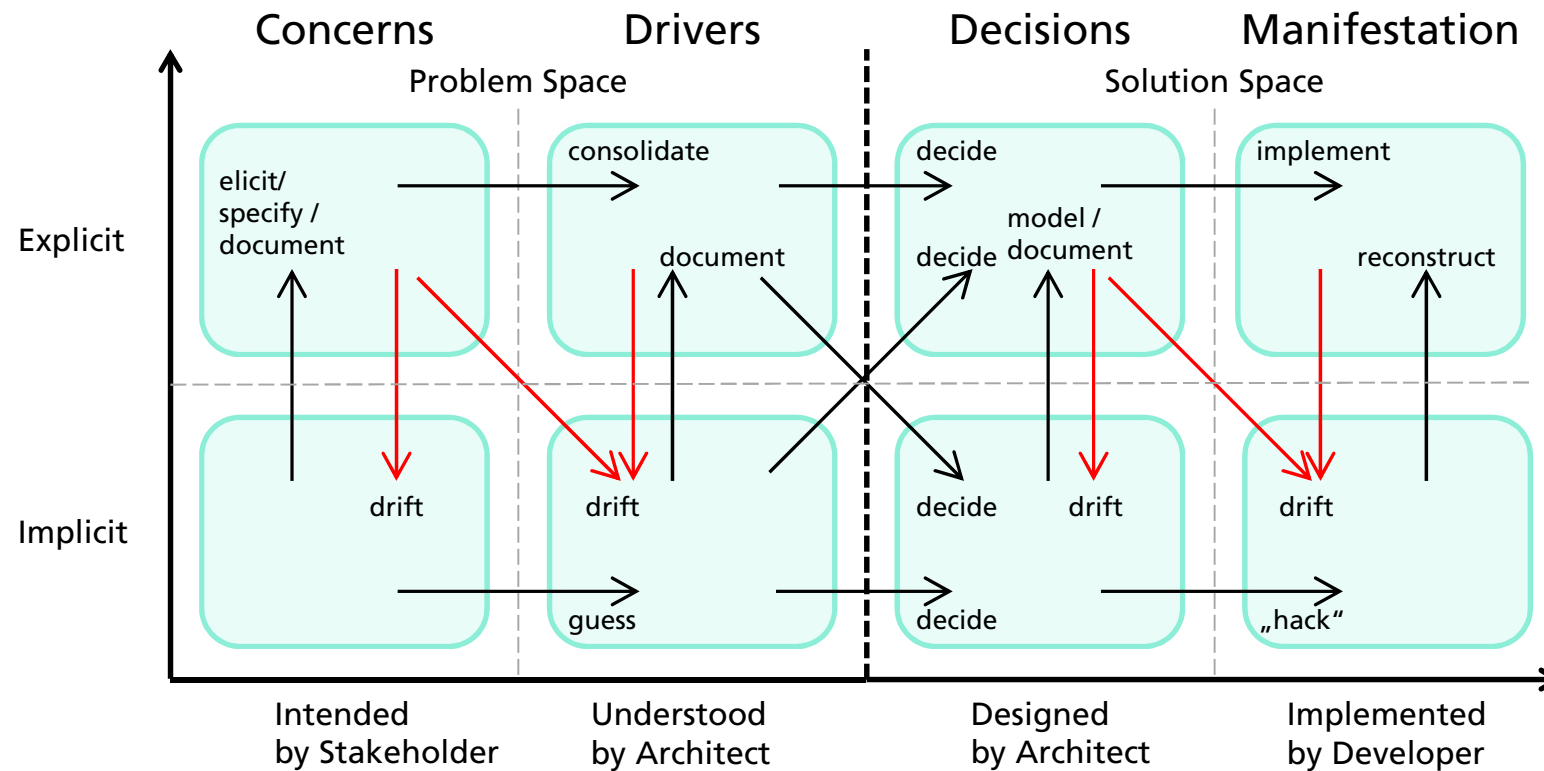 Concerns
Drivers
Decisions
Manifestation
Problem Space
Solution Space
Explicit
elicit/
specify /
document
consolidate
document
decide
decide
model /
document
implement
reconstruct
Implicit
drift
drift
guess
decide
drift
decide
drift
„hack“
Intended
by Stakeholder
Understood
by Architect
Designed
by Architect
Implemented
by Developer